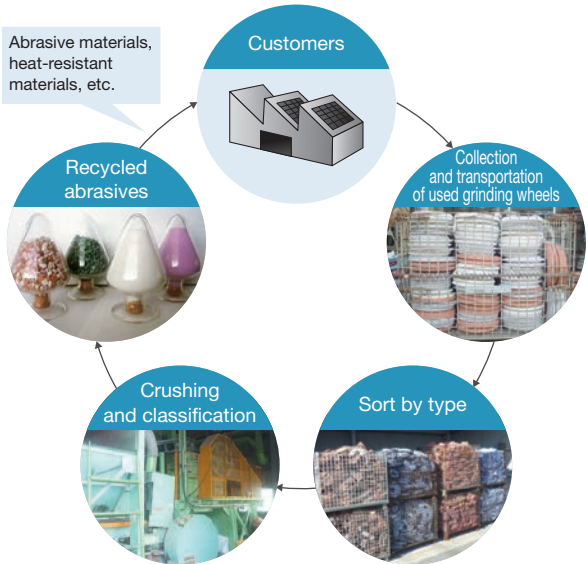 Abrasive materials,
heat-resistant
materials, etc.
Customers
Collection
and transportation
of used grinding wheels
Sort by type
Crushing
and classification
Recycled
abrasives